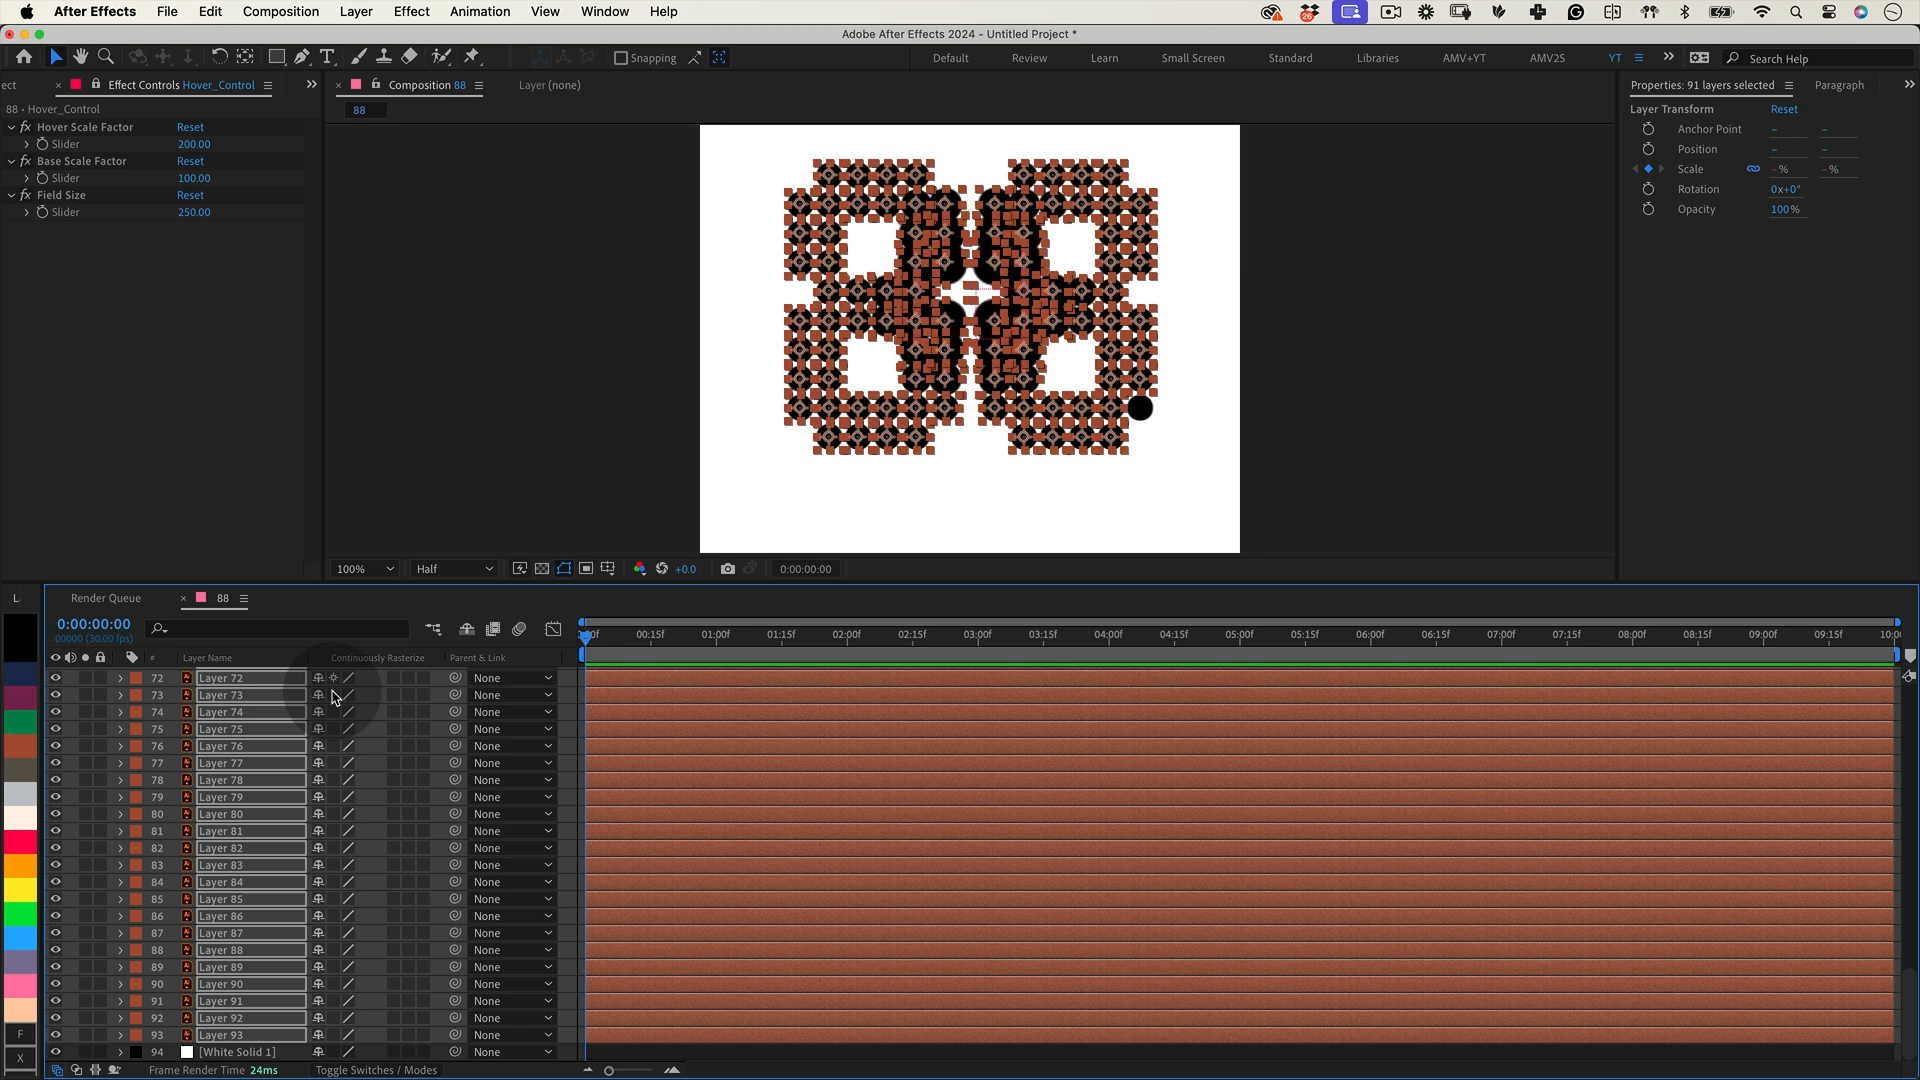 After Effects File Edit Composition Layer Effect Animation View Window Help
26
Adobe After Effects 2024 - Untitled Project *
Snapping
Default Review Learn Small Screen Standard Libraries AMV+YT AMV2S YT Search Help
ect Effect Controls Hover_Control
Composition 88 Layer (none)
Properties: 91 layers selected Paragraph
88 • Hover_Control
88
Layer Transform Reset
fx Hover Scale Factor Reset
Slider 200.00
fx Base Scale Factor Reset
Slider 100.00
fx Field Size Reset
Slider 250.00
Anchor Point - -
Position - -
Scale -% -%
Rotation 0x+0°
Opacity 100%
100% Half +0.0 0:00:00:00
L Render Queue 88
0:00:00:00
00000 (30.00 fps)
:00f 00:15f 01:00f 01:15f 02:00f 02:15f 03:00f 03:15f 04:00f 04:15f 05:00f 05:15f 06:00f 06:15f 07:00f 07:15f 08:00f 08:15f 09:00f 09:15f 10:0
# Layer Name Continuously Rasterize Parent & Link
72 Layer 72 None
73 Layer 73 None
74 Layer 74 None
75 Layer 75 None
76 Layer 76 None
77 Layer 77 None
78 Layer 78 None
79 Layer 79 None
80 Layer 80 None
81 Layer 81 None
82 Layer 82 None
83 Layer 83 None
84 Layer 84 None
85 Layer 85 None
86 Layer 86 None
87 Layer 87 None
88 Layer 88 None
89 Layer 89 None
90 Layer 90 None
91 Layer 91 None
92 Layer 92 None
93 Layer 93 None
94 [White Solid 1] None
F
X
Frame Render Time 24ms Toggle Switches / Modes